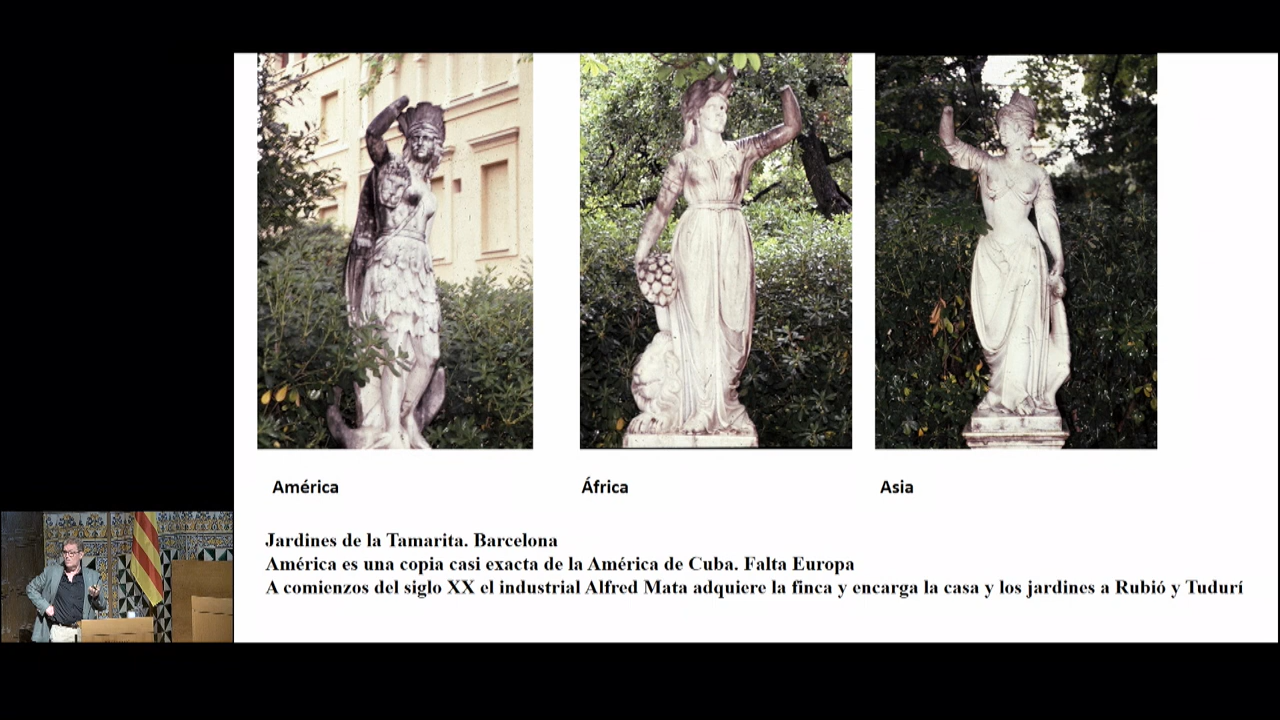 América
África
Asia
Jardines de la Tamarita. Barcelona
América es una copia casi exacta de la América de Cuba. Falta Europa
A comienzos del siglo XX el industrial Alfred Mata adquiere la finca y encarga la casa y los jardines a Rubió y Tudurí